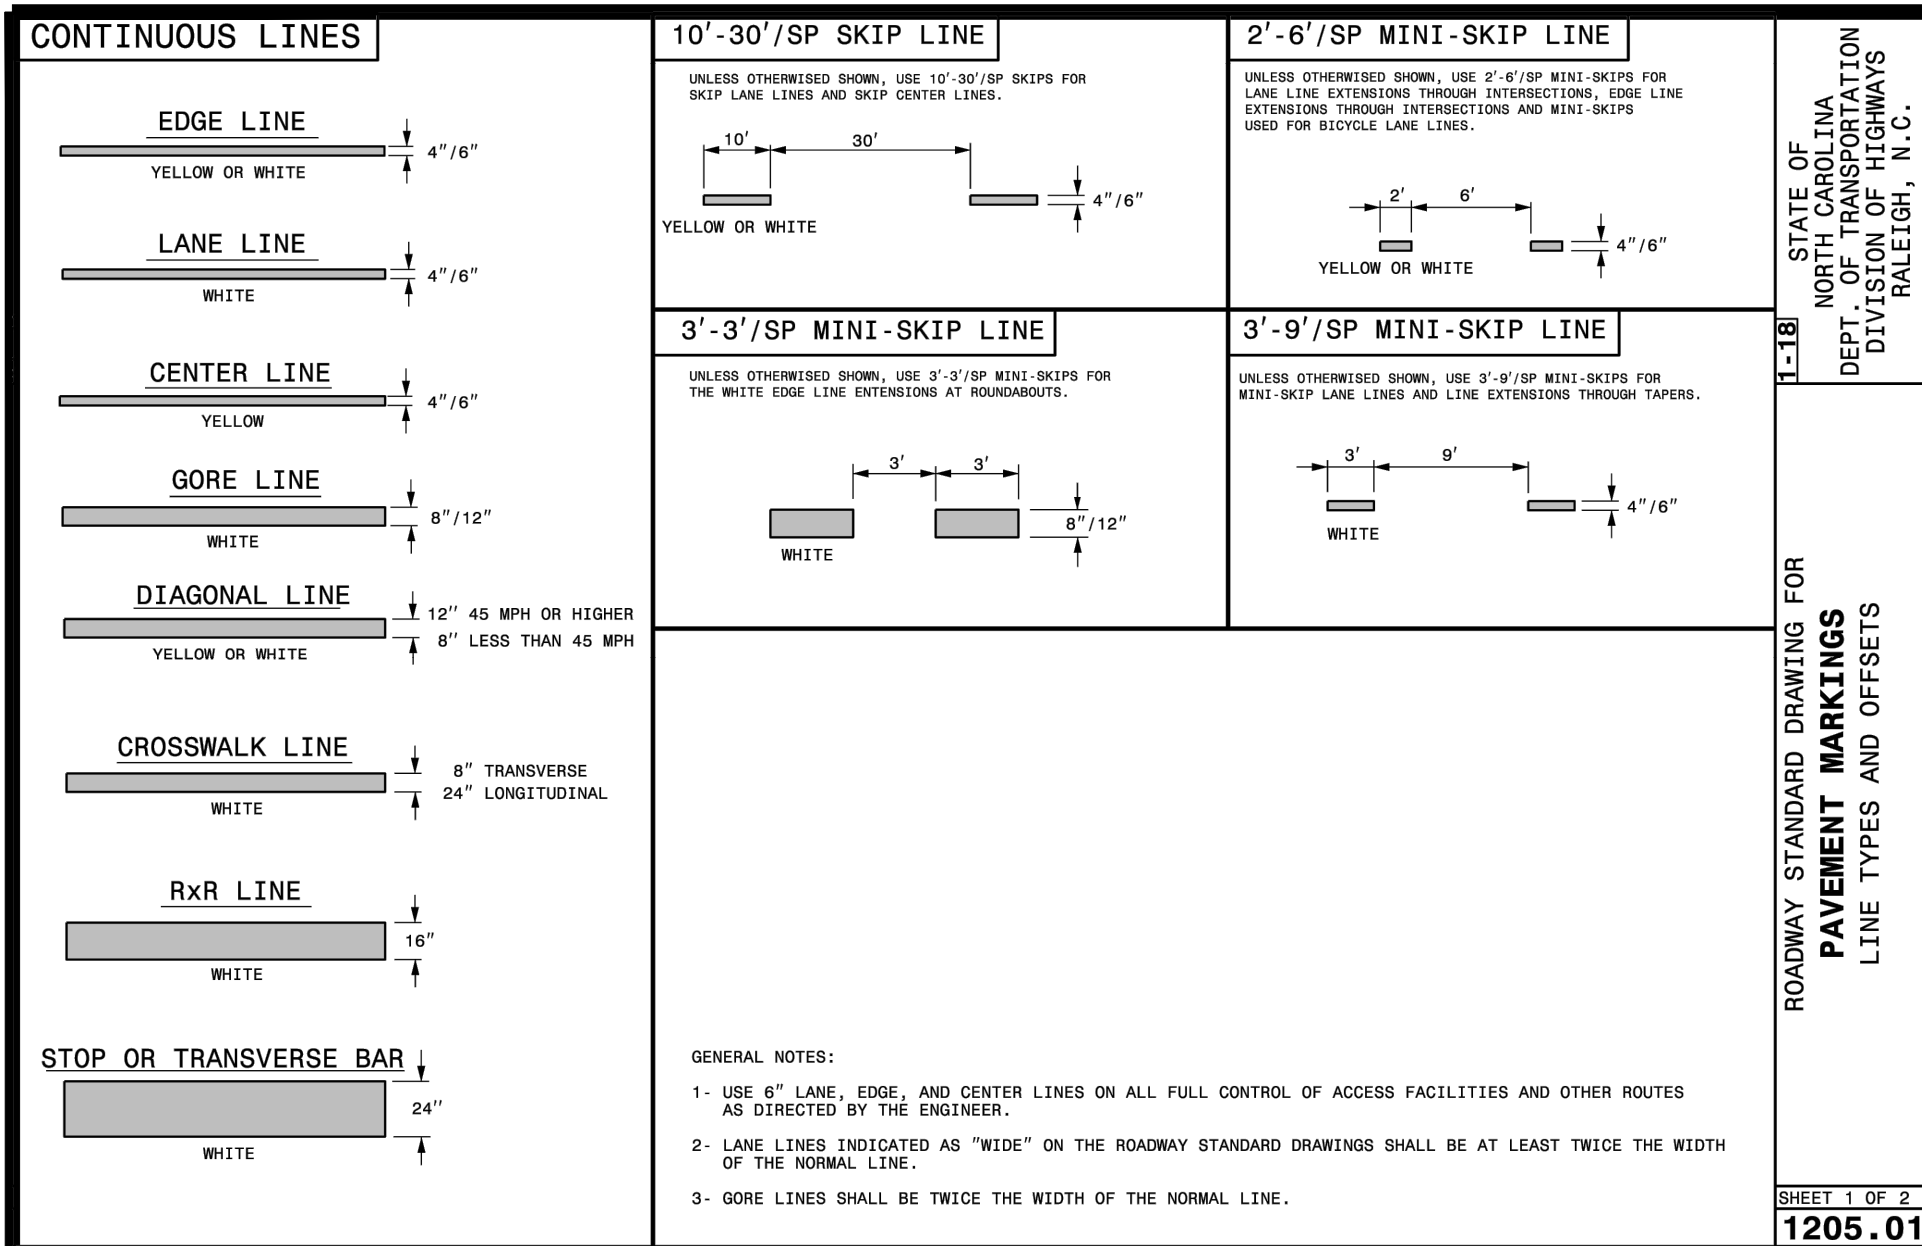 CONTINUOUS LINES
EDGE LINE
4"/6"
YELLOW OR WHITE
LANE LINE
4"/6"
WHITE
CENTER LINE
4"/6"
YELLOW
GORE LINE
8"/12"
WHITE
DIAGONAL LINE
12'' 45 MPH OR HIGHER
8'' LESS THAN 45 MPH
YELLOW OR WHITE
CROSSWALK LINE
8" TRANSVERSE
24" LONGITUDINAL
WHITE
RxR LINE
16"
WHITE
STOP OR TRANSVERSE BAR
24''
WHITE
10'-30'/SP SKIP LINE
UNLESS OTHERWISED SHOWN, USE 10'-30'/SP SKIPS FOR
SKIP LANE LINES AND SKIP CENTER LINES.
10' 30'
4"/6"
YELLOW OR WHITE
2'-6'/SP MINI-SKIP LINE
UNLESS OTHERWISED SHOWN, USE 2'-6'/SP MINI-SKIPS FOR
LANE LINE EXTENSIONS THROUGH INTERSECTIONS, EDGE LINE
EXTENSIONS THROUGH INTERSECTIONS AND MINI-SKIPS
USED FOR BICYCLE LANE LINES.
2' 6'
4"/6"
YELLOW OR WHITE
3'-3'/SP MINI-SKIP LINE
UNLESS OTHERWISED SHOWN, USE 3'-3'/SP MINI-SKIPS FOR
THE WHITE EDGE LINE ENTENSIONS AT ROUNDABOUTS.
3' 3'
8"/12"
WHITE
3'-9'/SP MINI-SKIP LINE
UNLESS OTHERWISED SHOWN, USE 3'-9'/SP MINI-SKIPS FOR
MINI-SKIP LANE LINES AND LINE EXTENSIONS THROUGH TAPERS.
3' 9'
4"/6"
WHITE
GENERAL NOTES:
1- USE 6" LANE, EDGE, AND CENTER LINES ON ALL FULL CONTROL OF ACCESS FACILITIES AND OTHER ROUTES
AS DIRECTED BY THE ENGINEER.
2- LANE LINES INDICATED AS "WIDE" ON THE ROADWAY STANDARD DRAWINGS SHALL BE AT LEAST TWICE THE WIDTH
OF THE NORMAL LINE.
3- GORE LINES SHALL BE TWICE THE WIDTH OF THE NORMAL LINE.
STATE OF
NORTH CAROLINA
DEPT. OF TRANSPORTATION
DIVISION OF HIGHWAYS
RALEIGH, N.C.
1-18
ROADWAY STANDARD DRAWING FOR
PAVEMENT MARKINGS
LINE TYPES AND OFFSETS
SHEET 1 OF 2
1205.01